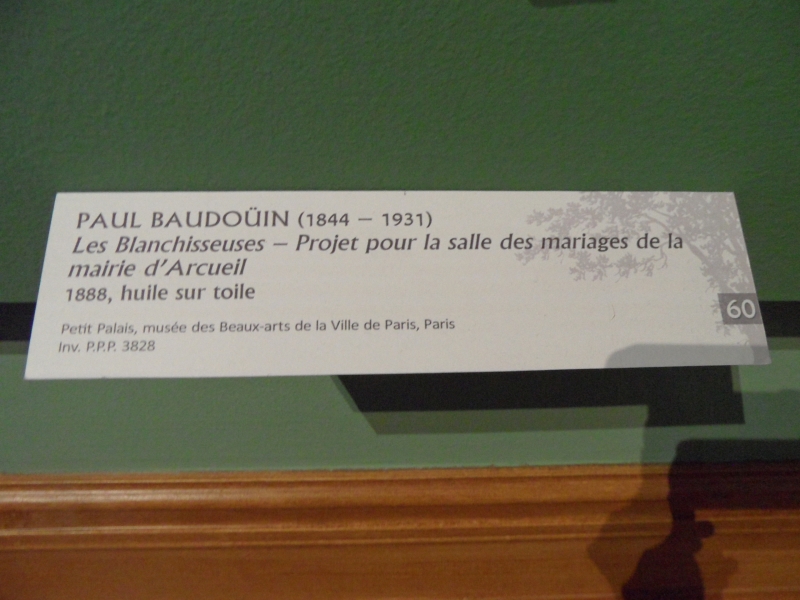 PAUL BAUDOÜIN (1844 – 1931)
Les Blanchisseuses – Projet pour la salle des mariages de la
mairie d'Arcueil
1888, huile sur toile
Petit Palais, musée des Beaux-arts de la Ville de Paris, Paris
Inv. P.P.P. 3828
60